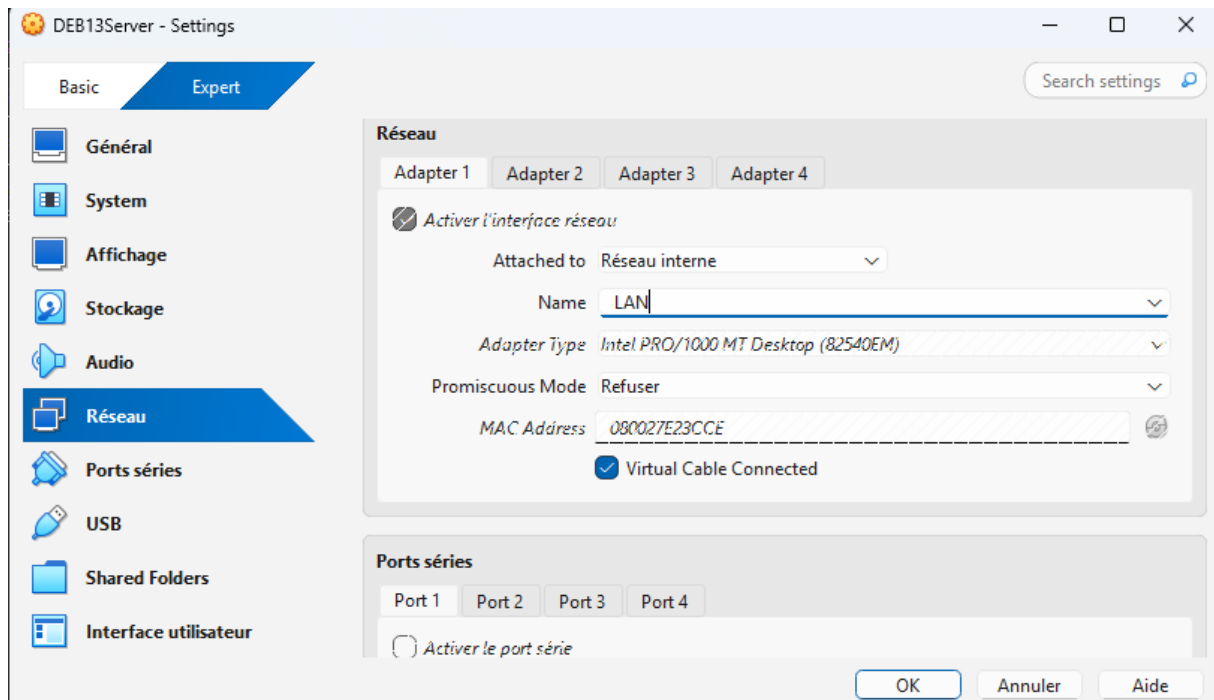 DEB13Server - Settings
Basic
Expert
Search settings
Général
System
Affichage
Stockage
Audio
Réseau
Ports séries
USB
Shared Folders
Interface utilisateur
Réseau
Adapter 1 Adapter 2 Adapter 3 Adapter 4
Activer l'interface réseau
Attached to Réseau interne
Name LAN
Adapter Type Intel PRO/1000 MT Desktop (82540EM)
Promiscuous Mode Refuser
MAC Address 080027E23CCE
Virtual Cable Connected
Ports séries
Port 1 Port 2 Port 3 Port 4
Activer le port série
OK Annuler Aide